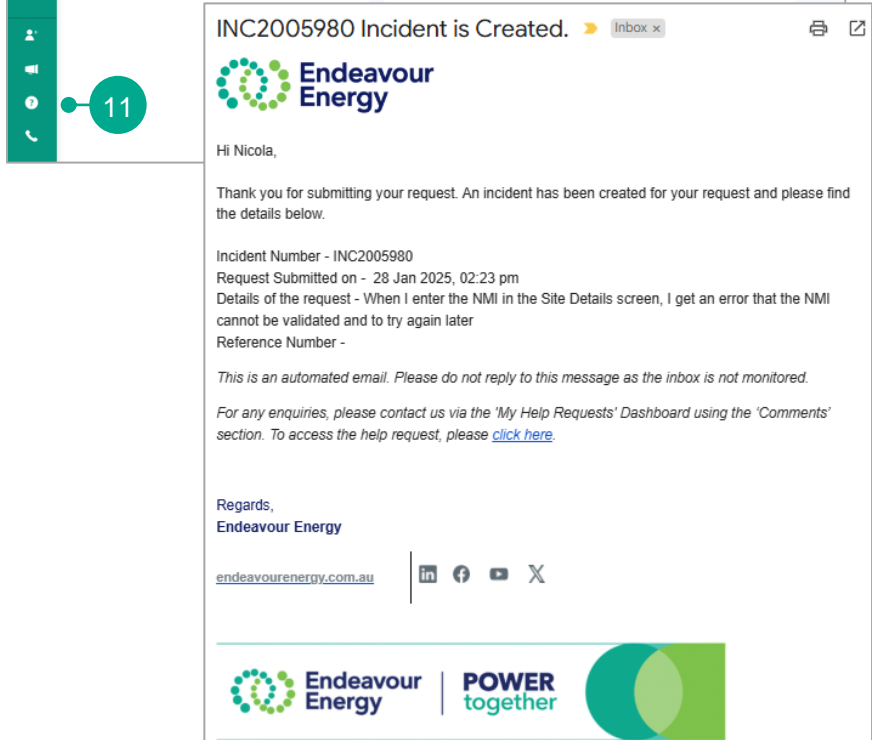 INC2005980 Incident is Created.
Inbox x
Endeavour
Energy
11
Hi Nicola,
Thank you for submitting your request. An incident has been created for your request and please find
the details below.
Incident Number - INC2005980
Request Submitted on - 28 Jan 2025, 02:23 pm
Details of the request - When I enter the NMI in the Site Details screen, I get an error that the NMI
cannot be validated and to try again later
Reference Number -
This is an automated email. Please do not reply to this message as the inbox is not monitored.
For any enquiries, please contact us via the 'My Help Requests' Dashboard using the 'Comments'
section. To access the help request, please click here.
Regards,
Endeavour Energy
endeavourenergy.com.au
Endeavour
Energy
POWER
together